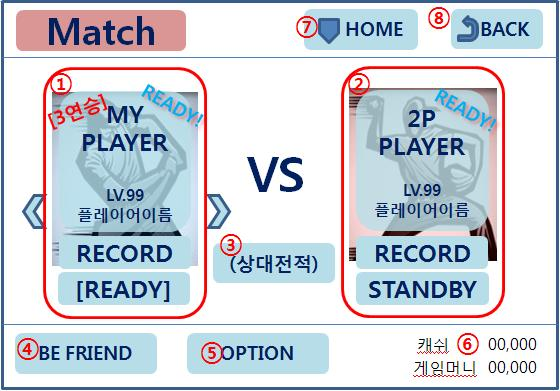 Match
⑦ HOME
⑧ BACK
①
[3연승]
READY!
MY
PLAYER
LV.99
플레이어이름
RECORD
[READY]
VS
③
(상대전적)
②
READY!
2P
PLAYER
LV.99
플레이어이름
RECORD
STANDBY
④ BE FRIEND
⑤ OPTION
캐쉬 ⑥ 00,000
게임머니 00,000